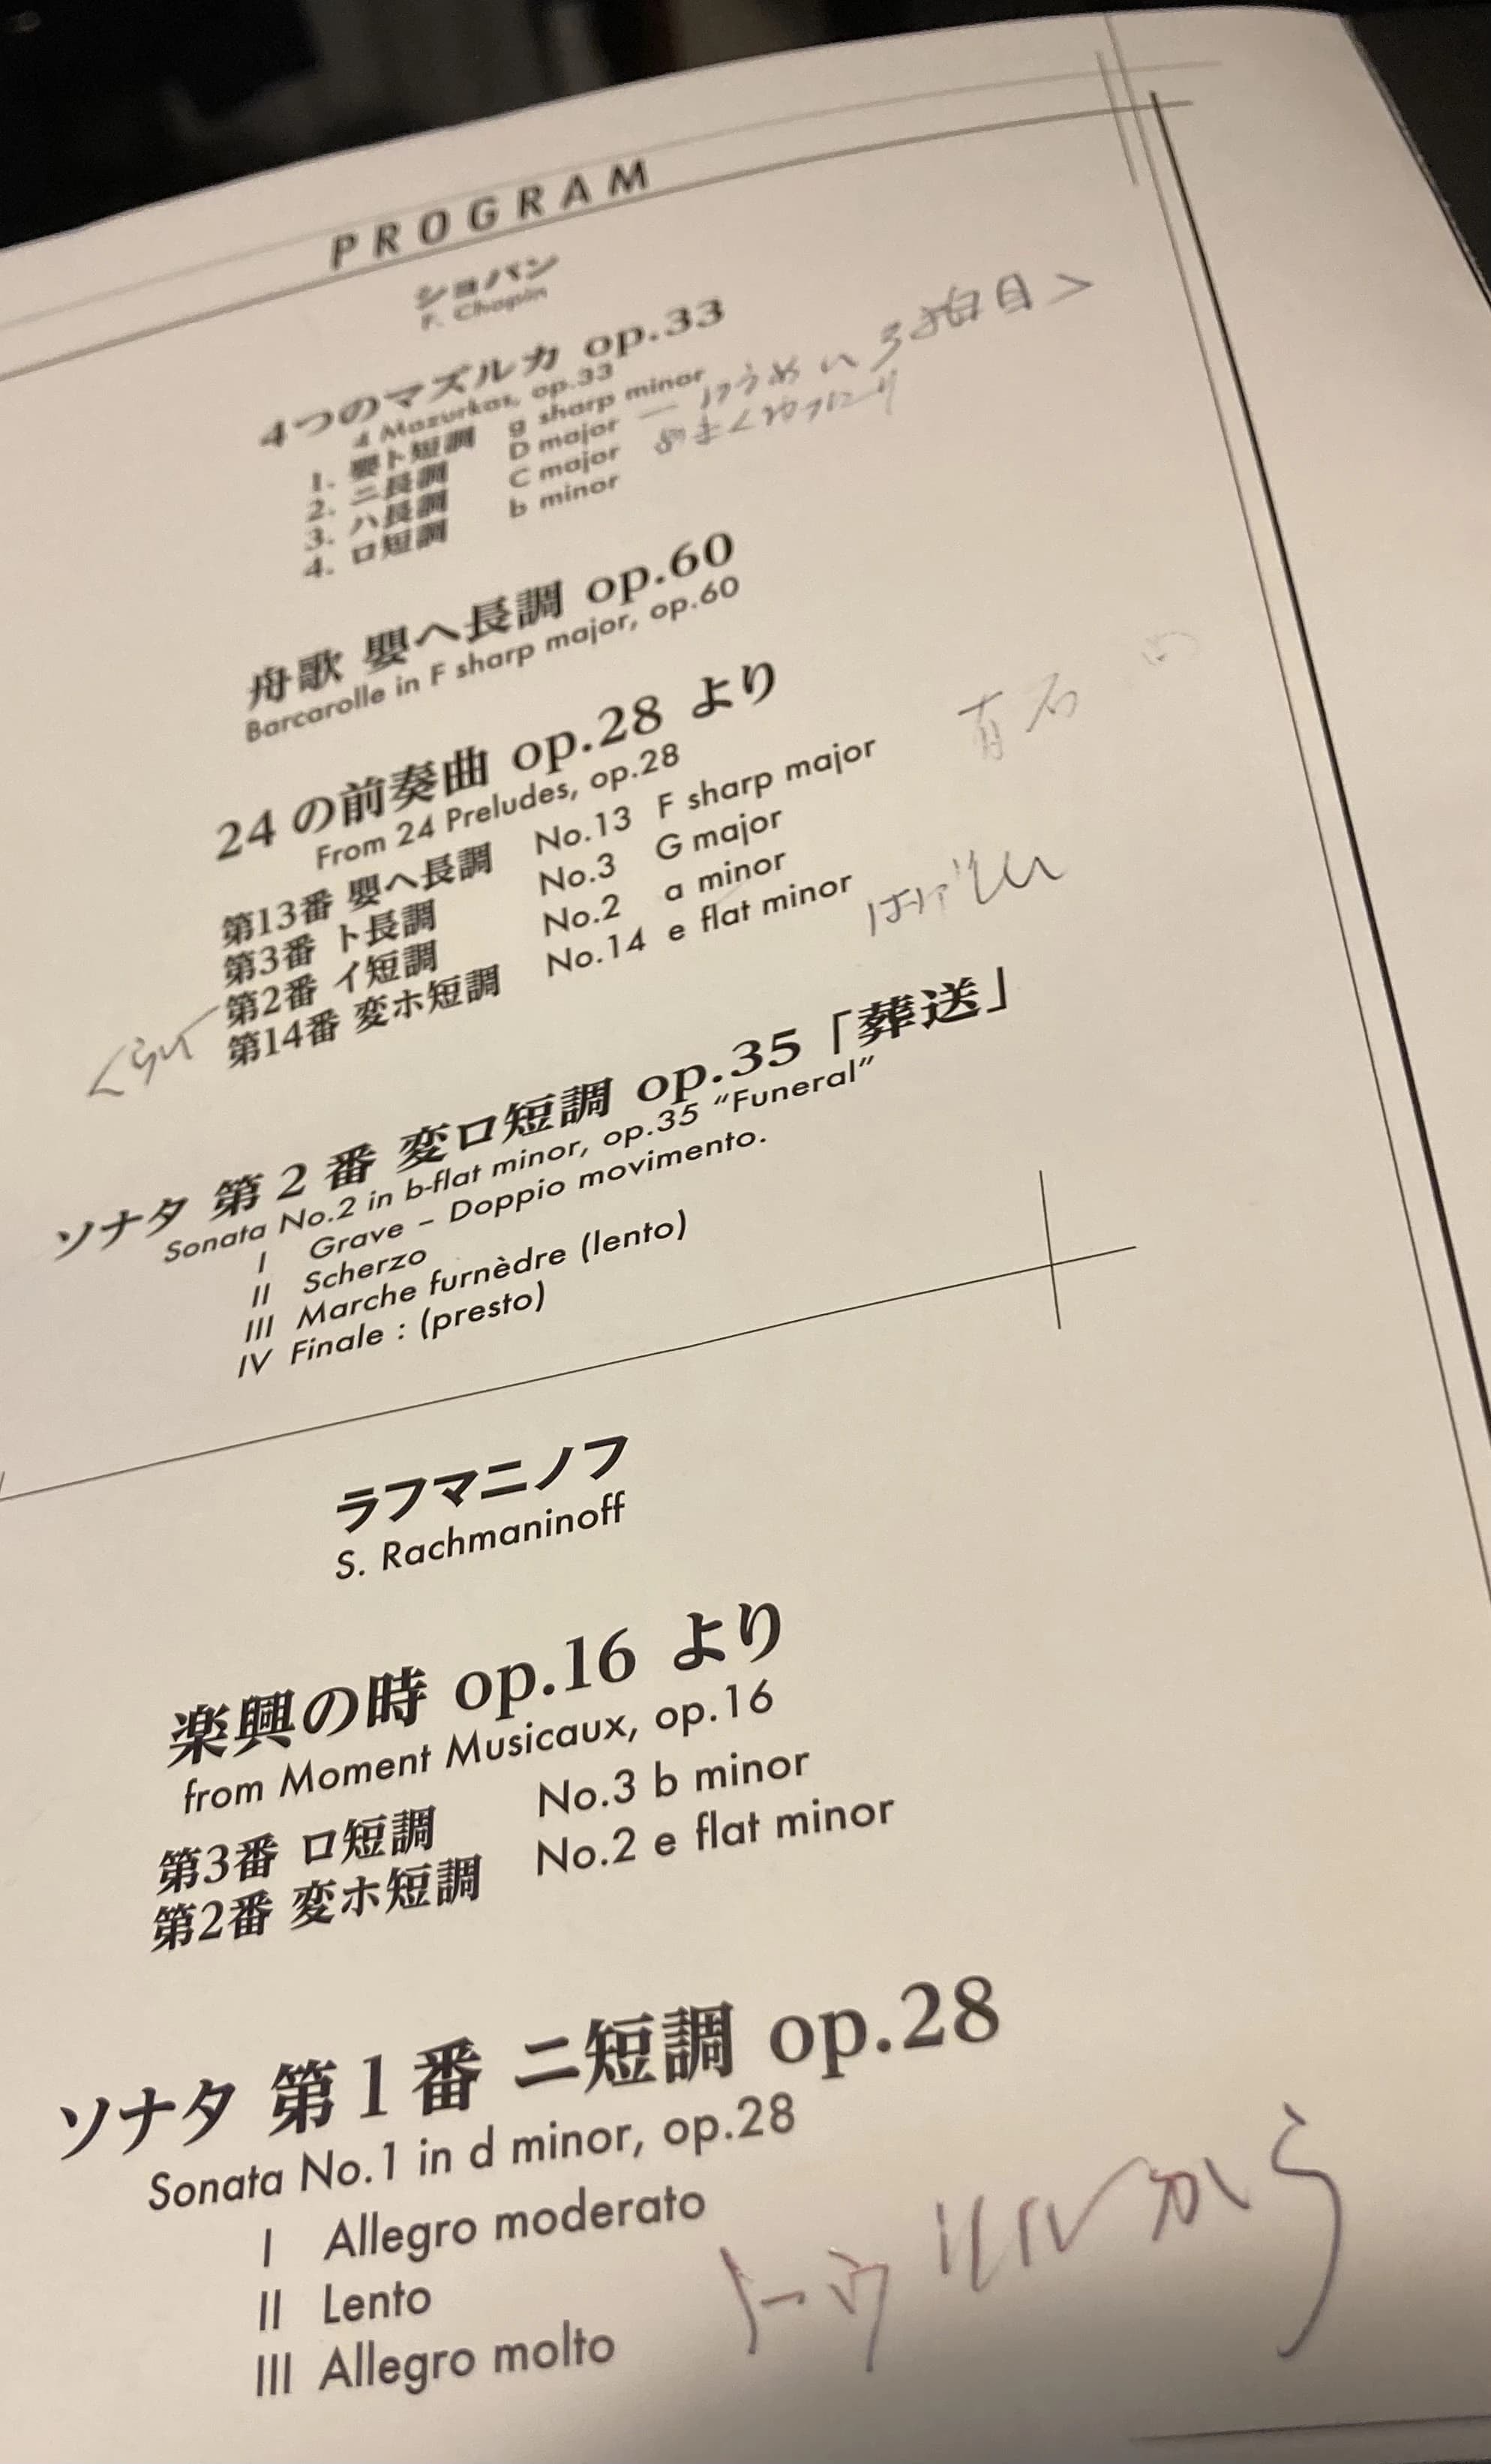 PROGRAM
ショパン
F. Chopin
4つのマズルカ op.33
4 Mazurkas, op.33
1. 嬰ト短調 g sharp minor
2. ニ長調 D major
3. ハ長調 C major
4. ロ短調 b minor
舟歌 嬰ヘ長調 op.60
Barcarolle in F sharp major, op.60
24の前奏曲 op.28 より
From 24 Preludes, op.28
第13番 嬰ヘ長調 No.13 F sharp major
第3番 ト長調 No.3 G major
第2番 イ短調 No.2 a minor
くらい
第14番 変ホ短調 No.14 e flat minor はげしい
ソナタ 第2番 変ロ短調 op.35「葬送」
Sonata No.2 in b-flat minor, op.35 “Funeral”
I Grave – Doppio movimento.
II Scherzo
III Marche furnèdre (lento)
IV Finale : (presto)
ラフマニノフ
S. Rachmaninoff
楽興の時 op.16 より
from Moment Musicaux, op.16
第3番 ロ短調 No.3 b minor
第2番 変ホ短調 No.2 e flat minor
ソナタ 第1番 ニ短調 op.28
Sonata No.1 in d minor, op.28
I Allegro moderato
II Lento
III Allegro molto